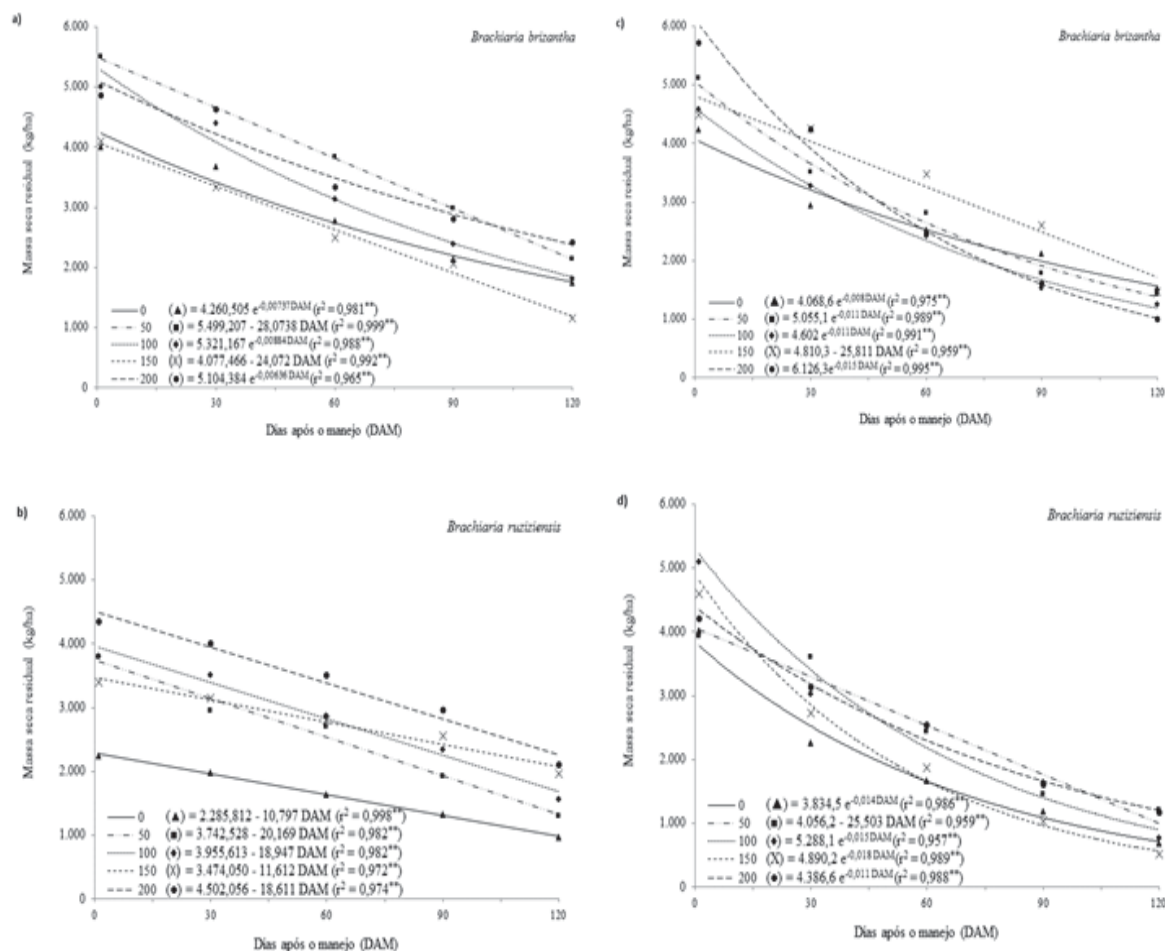 a)
Brachiaria brizantha
6.000
5.000
4.000
3.000
2.000
1.000
0
Massa seca residual (kg/ha)
0 (▲) = 4.260,505 e-0,00737DAM (r2 = 0,981**)
50 (■) = 5.499,207 - 28,0738 DAM (r2 = 0,999**)
100 (♦) = 5.321,167 e-0,00884DAM (r2 = 0,988**)
150 (X) = 4.077,466 - 24,072 DAM (r2 = 0,992**)
200 (●) = 5.104,384 e-0,00636DAM (r2 = 0,965**)
0 30 60 90 120
Dias após o manejo (DAM)
c)
Brachiaria brizantha
6.000
5.000
4.000
3.000
2.000
1.000
0
Massa seca residual (kg/ha)
0 (▲) = 4.068,6 e-0,008DAM (r2 = 0,975**)
50 (■) = 5.055,1 e-0,011DAM (r2 = 0,989**)
100 (♦) = 4.602 e-0,011DAM (r2 = 0,991**)
150 (X) = 4.810,3 - 25,811 DAM (r2 = 0,959**)
200 (●) = 6.126,3e-0,015DAM (r2 = 0,995**)
0 30 60 90 120
Dias após o manejo (DAM)
b)
Brachiaria ruziziensis
6.000
5.000
4.000
3.000
2.000
1.000
0
Massa seca residual (kg/ha)
0 (▲) = 2.285,812 - 10,797 DAM (r2 = 0,998**)
50 (■) = 3.742,528 - 20,169 DAM (r2 = 0,982**)
100 (♦) = 3.955,613 - 18,947 DAM (r2 = 0,982**)
150 (X) = 3.474,050 - 11,612 DAM (r2 = 0,972**)
200 (●) = 4.502,056 - 18,611 DAM (r2 = 0,974**)
0 30 60 90 120
Dias após o manejo (DAM)
d)
Brachiaria ruziziensis
6.000
5.000
4.000
3.000
2.000
1.000
0
Massa seca residual (kg/ha)
0 (▲) = 3.834,5 e-0,014DAM (r2 = 0,986**)
50 (■) = 4.056,2 - 25,503 DAM (r2 = 0,959**)
100 (♦) = 5.288,1 e-0,015DAM (r2 = 0,957**)
150 (X) = 4.890,2 e-0,018DAM (r2 = 0,989**)
200 (●) = 4.386,6 e-0,011DAM (r2 = 0,988**)
0 30 60 90 120
Dias após o manejo (DAM)